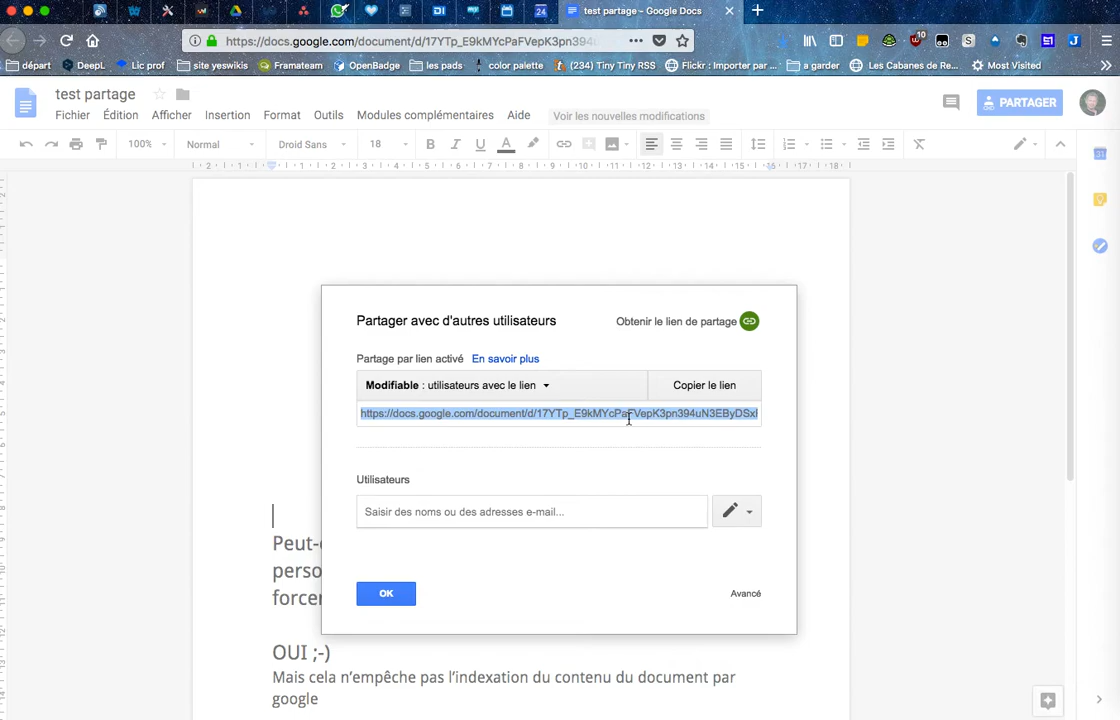 test partage - Google Docs
https://docs.google.com/document/d/17YTp_E9kMYcPaFVepK3pn394u
10
départ
DeepL
Lic prof
site yeswikis
Framateam
OpenBadge
les pads
color palette
(234) Tiny Tiny RSS
Flickr : Importer par ...
a garder
Les Cabanes de Re...
Most Visited
test partage
Fichier
Édition
Afficher
Insertion
Format
Outils
Modules complémentaires
Aide
Voir les nouvelles modifications
PARTAGER
100%
Normal
Droid Sans
18
Partager avec d'autres utilisateurs
Obtenir le lien de partage
Partage par lien activé En savoir plus
Modifiable : utilisateurs avec le lien
Copier le lien
https://docs.google.com/document/d/17YTp_E9kMYcPaFVepK3pn394uN3EByDSxl
Utilisateurs
Saisir des noms ou des adresses e-mail...
OK
Avancé
Peut-
perso
forcer
OUI ;-)
Mais cela n'empêche pas l'indexation du contenu du document par
google